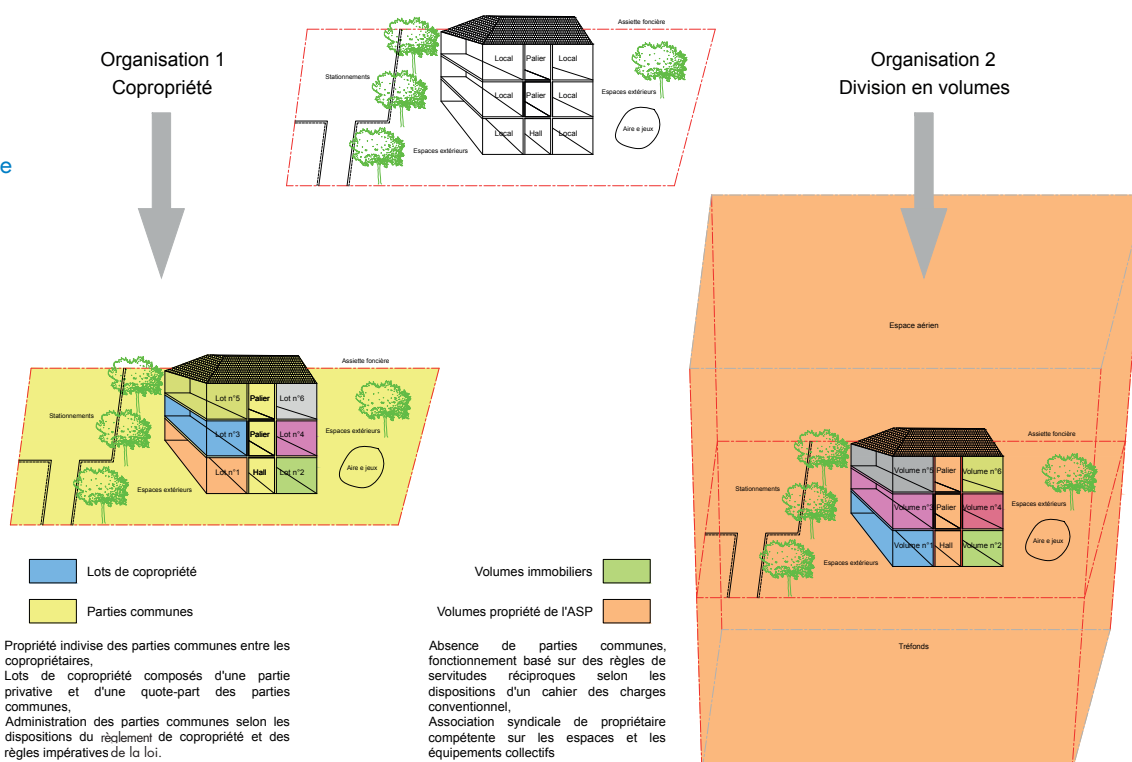 Organisation 1
Copropriété
e
Assiette foncière
Local Palier Local
Stationnements
Local Palier Local
Espaces extérieurs
Local Hall Local
Aire e jeux
Espaces extérieurs
Organisation 2
Division en volumes
Assiette foncière
Lot n°5 Palier Lot n°6
Stationnements
Lot n°3 Palier Lot n°4
Espaces extérieurs
Lot n°1 Hall Lot n°2
Aire e jeux
Espaces extérieurs
Lots de copropriété
Parties communes
Propriété indivise des parties communes entre les
copropriétaires,
Lots de copropriété composés d'une partie
privative et d'une quote-part des parties
communes,
Administration des parties communes selon les
dispositions du règlement de copropriété et des
règles impératives de la loi.
Volumes immobiliers
Volumes propriété de l'ASP
Absence de parties communes,
fonctionnement basé sur des règles de
servitudes réciproques selon les
dispositions d'un cahier des charges
conventionnel,
Association syndicale de propriétaire
compétente sur les espaces et les
équipements collectifs
Espace aérien
Assiette foncière
Volume n°5 Palier Volume n°6
Stationnements
Volume n°3 Palier Volume n°4
Espaces extérieurs
Volume n°1 Hall Volume n°2
Aire e jeux
Espaces extérieurs
Tréfonds